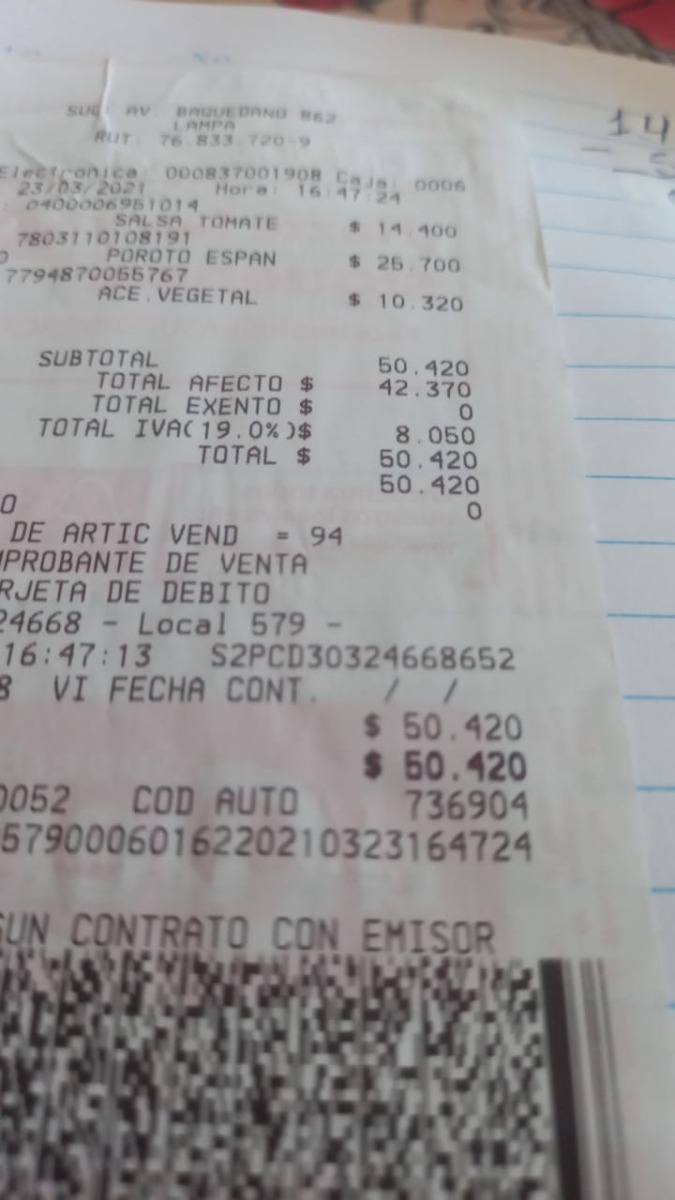 SUC AV. BAQUEDANO 862
LAMPA
RUT: 76.833.720-9
Electronica: 000837001908 Caja: 0006
23/03/2021 Hora: 16:47:24
: 0400006951014
SALSA TOMATE $ 14.400
7803110108191
POROTO ESPAN $ 25.700
7794870055767
ACE.VEGETAL $ 10.320
SUBTOTAL 50.420
TOTAL AFECTO $ 42.370
TOTAL EXENTO $ 0
TOTAL IVA(19.0%)$ 8.050
TOTAL $ 50.420
50.420
O 0
DE ARTIC VEND = 94
MPROBANTE DE VENTA
RJETA DE DEBITO
24668 - Local 579 -
16:47:13 S2PCD30324668652
8 VI FECHA CONT. / /
$ 50.420
$ 50.420
0052 COD AUTO 736904
5790006016220210323164724
GUN CONTRATO CON EMISOR
14